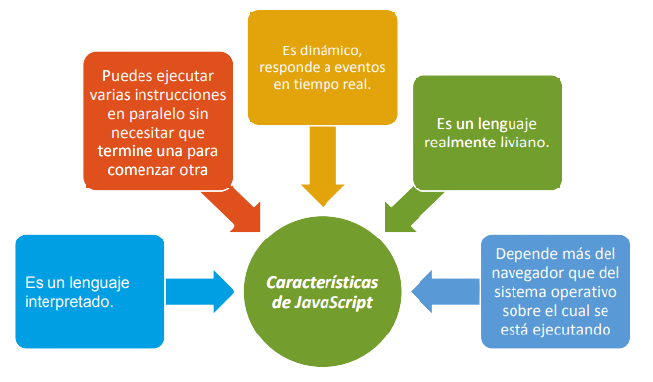 Es dinámico,
responde a eventos
en tiempo real.
Puedes ejecutar
varias instrucciones
en paralelo sin
necesitar que
termine una para
comenzar otra
Es un lenguaje
realmente liviano.
Es un lenguaje
interpretado.
Características
de JavaScript
Depende más del
navegador que del
sistema operativo
sobre el cual se
está ejecutando